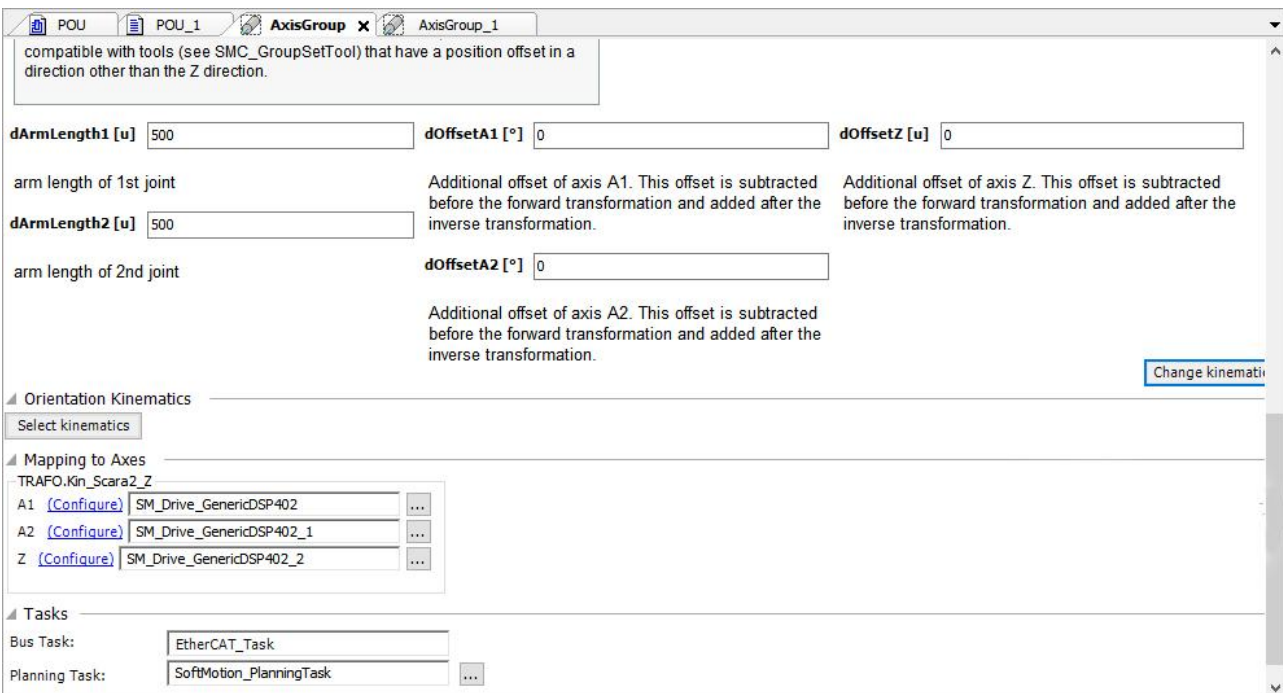 POU POU_1 AxisGroup AxisGroup_1
compatible with tools (see SMC_GroupSetTool) that have a position offset in a
direction other than the Z direction.
dArmLength1 [u] 500
arm length of 1st joint
dArmLength2 [u] 500
arm length of 2nd joint
dOffsetA1 [°] 0
Additional offset of axis A1. This offset is subtracted
before the forward transformation and added after the
inverse transformation.
dOffsetA2 [°] 0
Additional offset of axis A2. This offset is subtracted
before the forward transformation and added after the
inverse transformation.
dOffsetZ [u] 0
Additional offset of axis Z. This offset is subtracted
before the forward transformation and added after the
inverse transformation.
Change kinemati
Orientation Kinematics
Select kinematics
Mapping to Axes
TRAFO.Kin_Scara2_Z
A1 (Configure) SM_Drive_GenericDSP402 ...
A2 (Configure) SM_Drive_GenericDSP402_1 ...
Z (Configure) SM_Drive_GenericDSP402_2 ...
Tasks
Bus Task: EtherCAT_Task
Planning Task: SoftMotion_PlanningTask ...